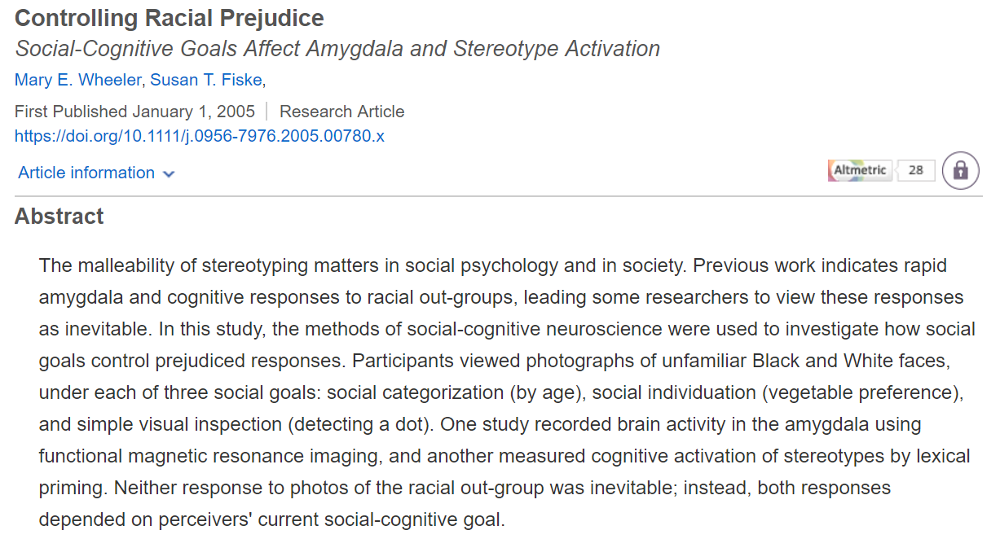 Controlling Racial Prejudice
Social-Cognitive Goals Affect Amygdala and Stereotype Activation
Mary E. Wheeler, Susan T. Fiske,
First Published January 1, 2005 | Research Article
https://doi.org/10.1111/j.0956-7976.2005.00780.x
Article information
Altmetric 28
Abstract
The malleability of stereotyping matters in social psychology and in society. Previous work indicates rapid
amygdala and cognitive responses to racial out-groups, leading some researchers to view these responses
as inevitable. In this study, the methods of social-cognitive neuroscience were used to investigate how social
goals control prejudiced responses. Participants viewed photographs of unfamiliar Black and White faces,
under each of three social goals: social categorization (by age), social individuation (vegetable preference),
and simple visual inspection (detecting a dot). One study recorded brain activity in the amygdala using
functional magnetic resonance imaging, and another measured cognitive activation of stereotypes by lexical
priming. Neither response to photos of the racial out-group was inevitable; instead, both responses
depended on perceivers' current social-cognitive goal.